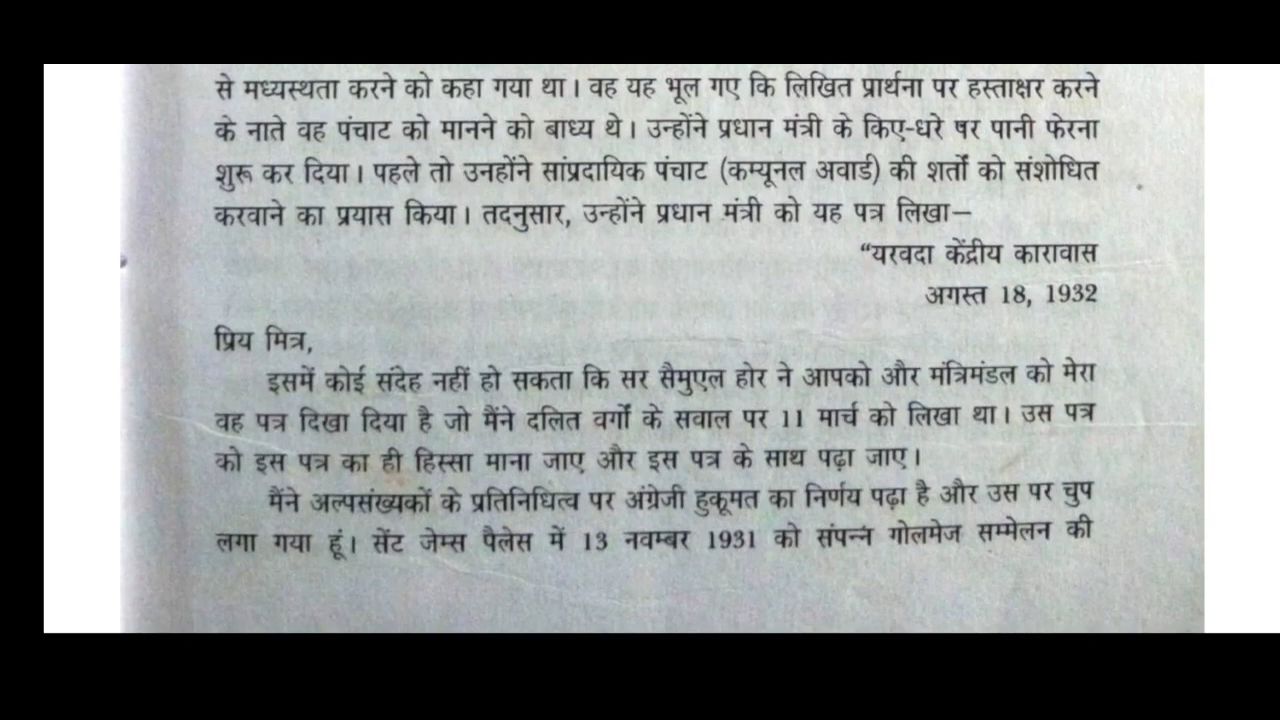 से मध्यस्थता करने को कहा गया था। वह यह भूल गए कि लिखित प्रार्थना पर हस्ताक्षर करने
के नाते वह पंचाट को मानने को बाध्य थे। उन्होंने प्रधान मंत्री के किए-धरे पर पानी फेरना
शुरू कर दिया। पहले तो उनहोंने सांप्रदायिक पंचाट (कम्यूनल अवार्ड) की शर्तों को संशोधित
करवाने का प्रयास किया। तदनुसार, उन्होंने प्रधान मंत्री को यह पत्र लिखा—
“यरवदा केंद्रीय कारावास
अगस्त 18, 1932
प्रिय मित्र,
इसमें कोई संदेह नहीं हो सकता कि सर सैमुएल होर ने आपको और मंत्रिमंडल को मेरा
वह पत्र दिखा दिया है जो मैंने दलित वर्गों के सवाल पर 11 मार्च को लिखा था। उस पत्र
को इस पत्र का ही हिस्सा माना जाए और इस पत्र के साथ पढ़ा जाए।
मैंने अल्पसंख्यकों के प्रतिनिधित्व पर अंग्रेजी हुकूमत का निर्णय पढ़ा है और उस पर चुप
लगा गया हूं। सेंट जेम्स पैलेस में 13 नवम्बर 1931 को संपन्न गोलमेज सम्मेलन की